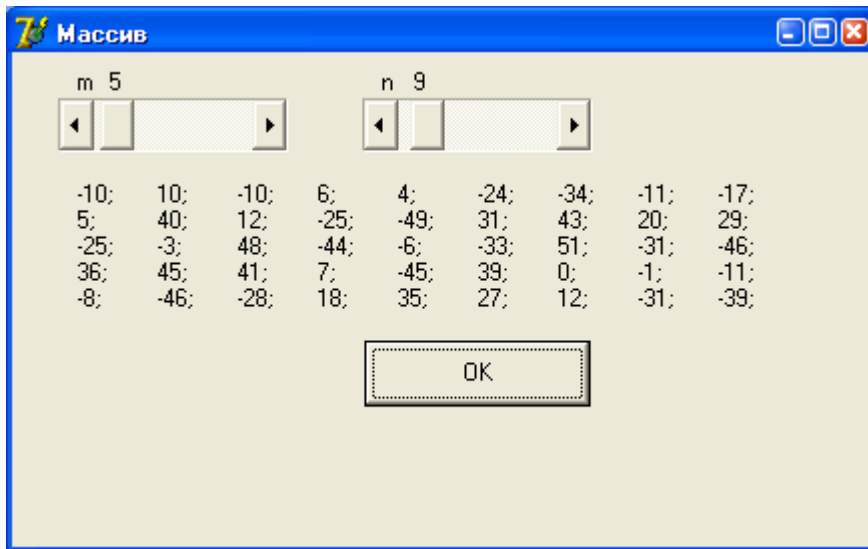 Массив
m 5 n 9
-10; 10; -10; 6; 4; -24; -34; -11; -17;
5; 40; 12; -25; -49; 31; 43; 20; 29;
-25; -3; 48; -44; -6; -33; 51; -31; -46;
36; 45; 41; 7; -45; 39; 0; -1; -11;
-8; -46; -28; 18; 35; 27; 12; -31; -39;
OK